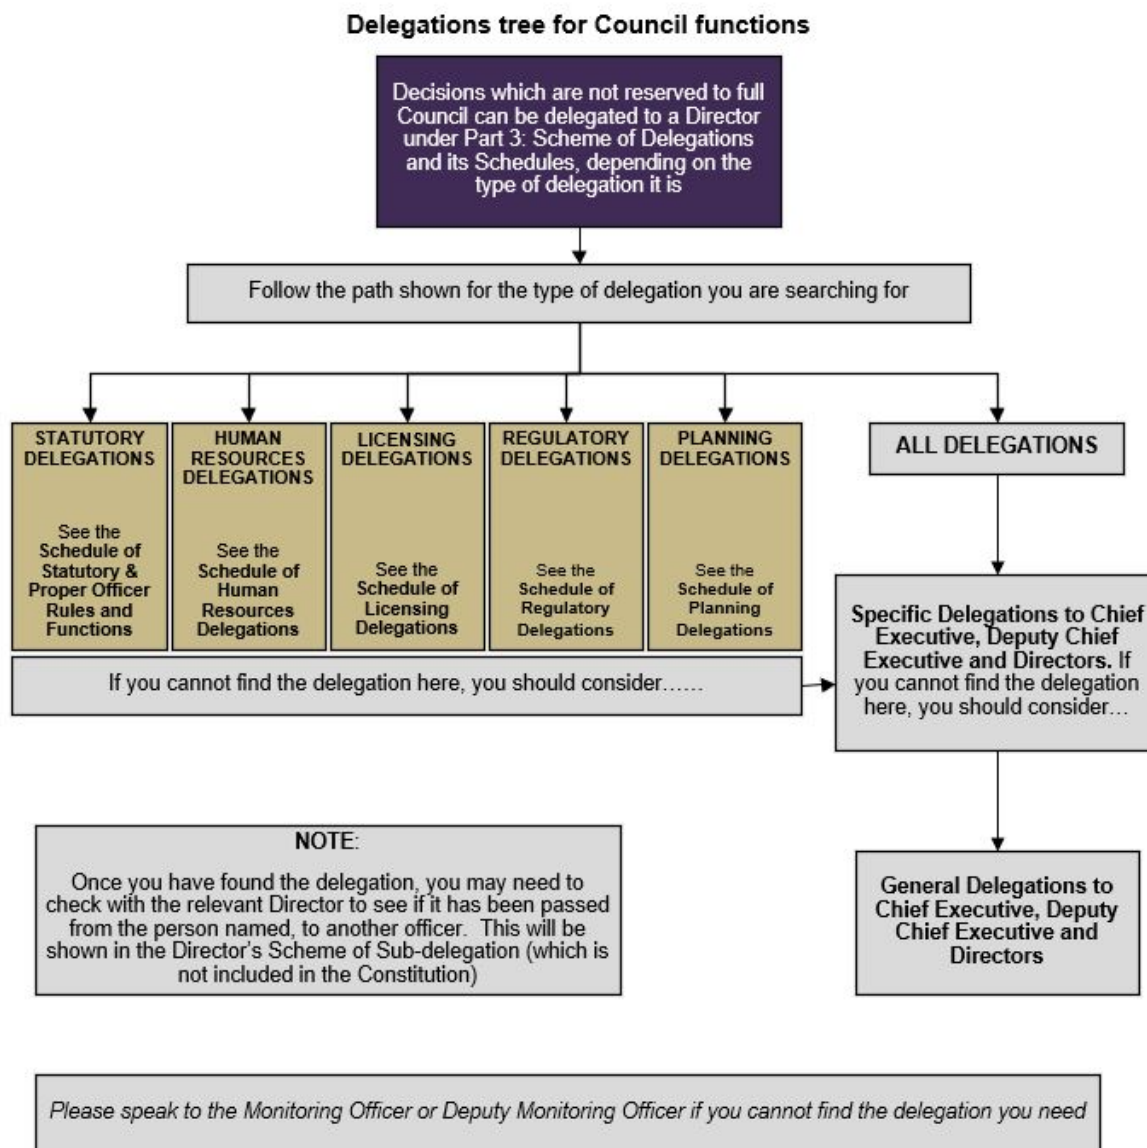 Delegations tree for Council functions
Decisions which are not reserved to full
Council can be delegated to a Director
under Part 3: Scheme of Delegations
and its Schedules, depending on the
type of delegation it is
Follow the path shown for the type of delegation you are searching for
STATUTORY
DELEGATIONS
See the
Schedule of
Statutory &
Proper Officer
Rules and
Functions
HUMAN
RESOURCES
DELEGATIONS
See the
Schedule of
Human
Resources
Delegations
LICENSING
DELEGATIONS
See the
Schedule of
Licensing
Delegations
REGULATORY
DELEGATIONS
See the
Schedule of
Regulatory
Delegations
PLANNING
DELEGATIONS
See the
Schedule of
Planning
Delegations
ALL DELEGATIONS
If you cannot find the delegation here, you should consider……
Specific Delegations to Chief
Executive, Deputy Chief
Executive and Directors. If
you cannot find the delegation
here, you should consider…
General Delegations to
Chief Executive, Deputy
Chief Executive and
Directors
NOTE:
Once you have found the delegation, you may need to
check with the relevant Director to see if it has been passed
from the person named, to another officer.  This will be
shown in the Director’s Scheme of Sub-delegation (which is
not included in the Constitution)
Please speak to the Monitoring Officer or Deputy Monitoring Officer if you cannot find the delegation you need